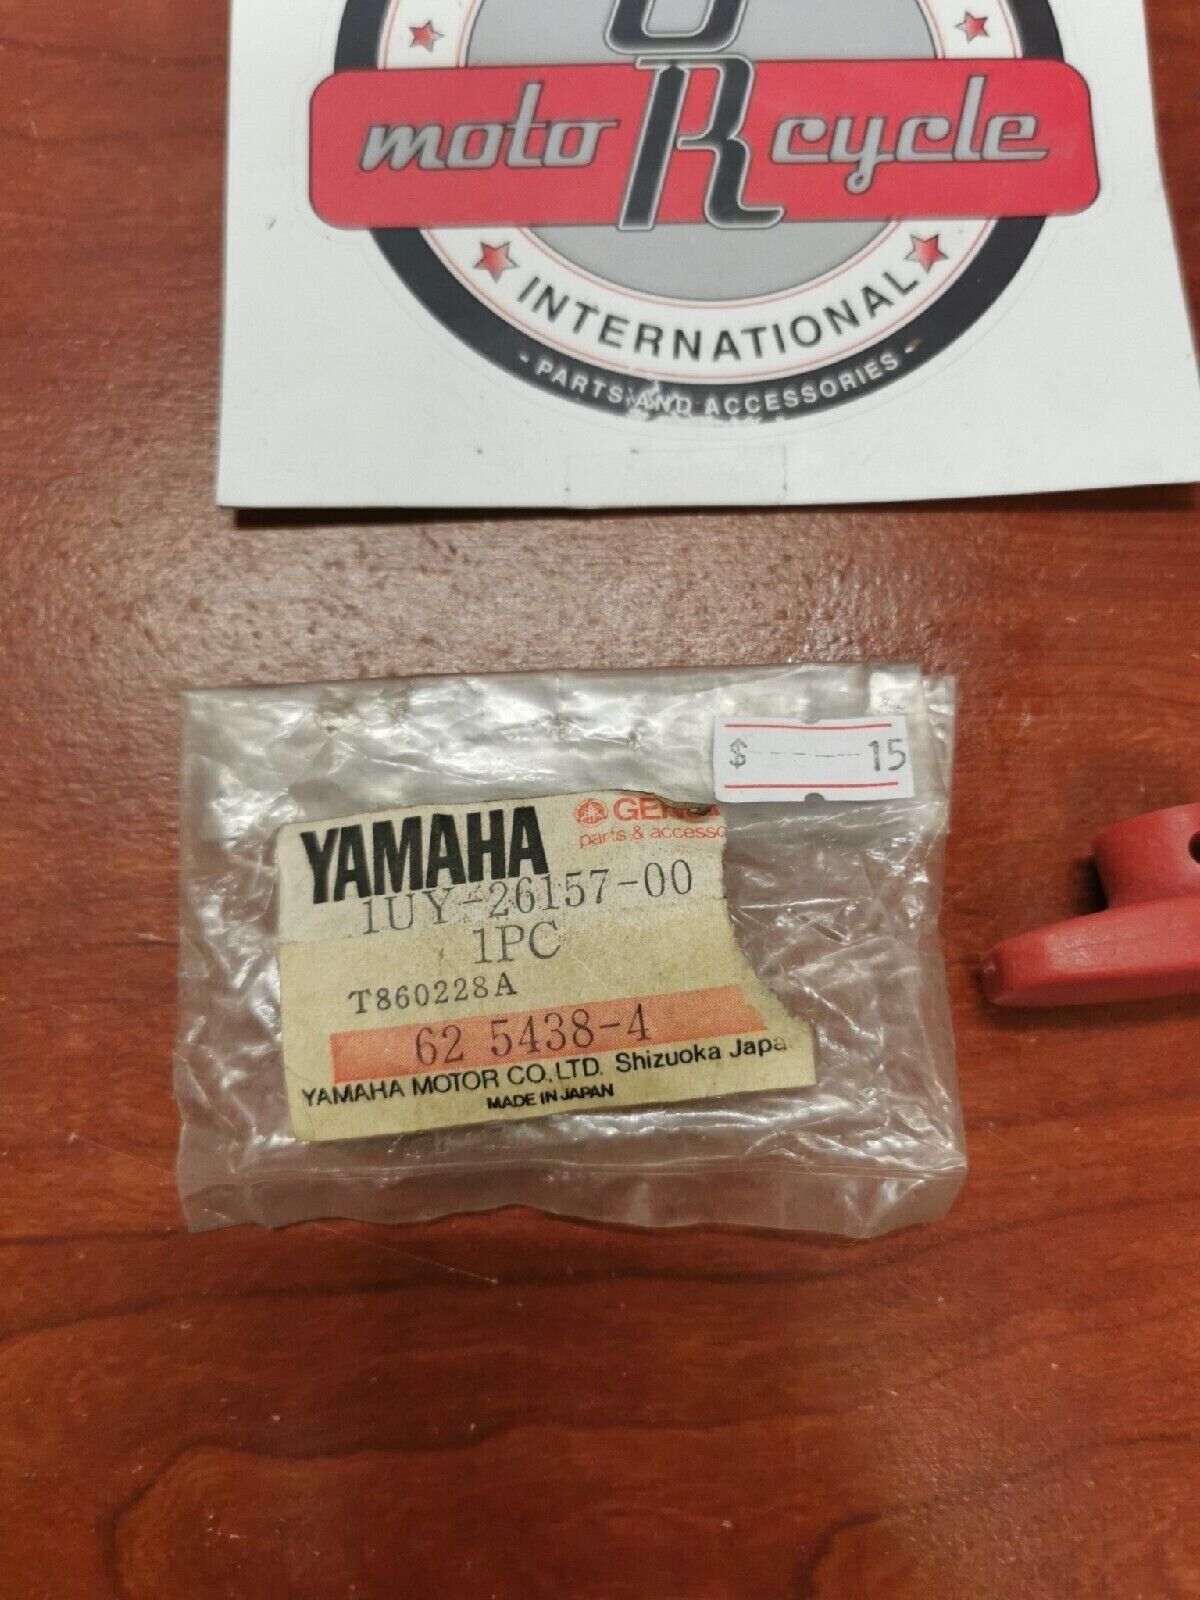 moto R cycle
INTERNATIONAL
- PARTS AND ACCESSORIES -
$ ------------ 15
YAMAHA
parts & accesso
1UY-26157-00
1PC
T860228A
62 5438-4
YAMAHA MOTOR CO., LTD. Shizuoka Japa
MADE IN JAPAN